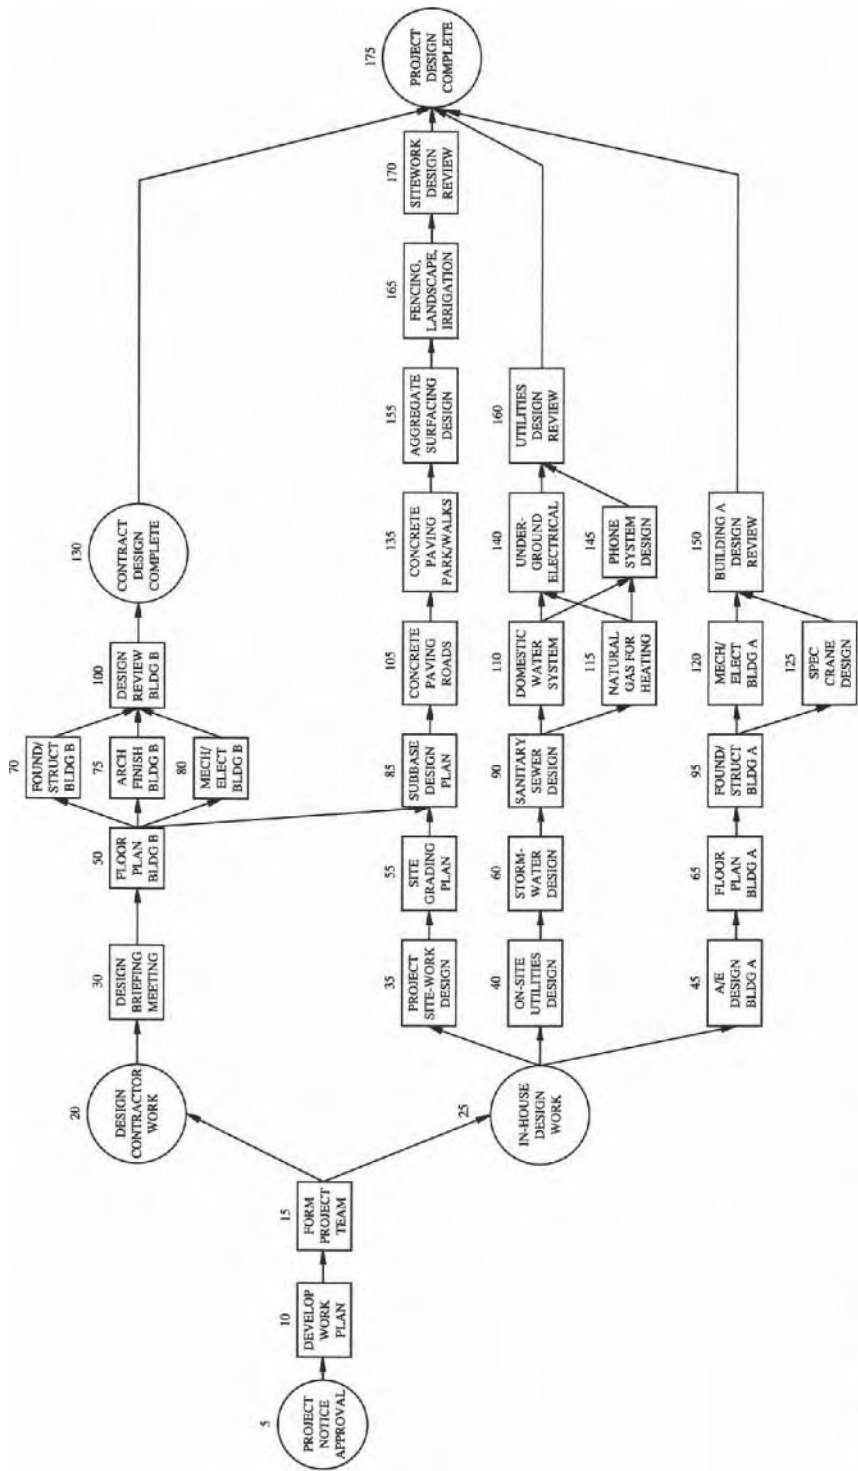 5
PROJECT
NOTICE
APPROVAL
10
DEVELOP
WORK
PLAN
15
FORM
PROJECT
TEAM
20
DESIGN
CONTRACTOR
WORK
25
IN-HOUSE
DESIGN
WORK
30
DESIGN
BRIEFING
MEETING
35
PROJECT
SITE-WORK
DESIGN
40
ON-SITE
UTILITIES
DESIGN
45
A/E
DESIGN
BLDG A
50
FLOOR
PLAN
BLDG B
55
SITE
GRADING
PLAN
60
STORM-
WATER
DESIGN
65
FLOOR
PLAN
BLDG A
70
FOUND/
STRUCT
BLDG B
75
ARCH
FINISH
BLDG B
80
MECH/
ELECT
BLDG B
85
SUBBASE
DESIGN
PLAN
90
SANITARY
SEWER
DESIGN
95
FOUND/
STRUCT
BLDG A
100
DESIGN
REVIEW
BLDG B
105
CONCRETE
PAVING
ROADS
110
DOMESTIC
WATER
SYSTEM
115
NATURAL
GAS FOR
HEATING
120
MECH/
ELECT
BLDG A
125
SPEC
CRANE
DESIGN
130
CONTRACT
DESIGN
COMPLETE
135
CONCRETE
PAVING
PARK/WALKS
140
UNDER-
GROUND
ELECTRICAL
145
PHONE
SYSTEM
DESIGN
150
BUILDING A
DESIGN
REVIEW
155
AGGREGATE
SURFACING
DESIGN
160
UTILITIES
DESIGN
REVIEW
165
FENCING,
LANDSCAPE,
IRRIGATION
170
SITEWORK
DESIGN
REVIEW
175
PROJECT
DESIGN
COMPLETE